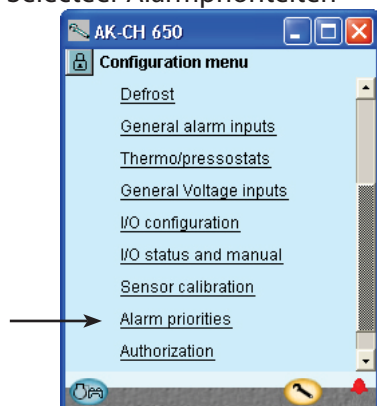 Selecteer Alarmprioriteiten
AK-CH 650
Configuration menu
Defrost
General alarm inputs
Thermo/pressostats
General Voltage inputs
I/O configuration
I/O status and manual
Sensor calibration
Alarm priorities
Authorization